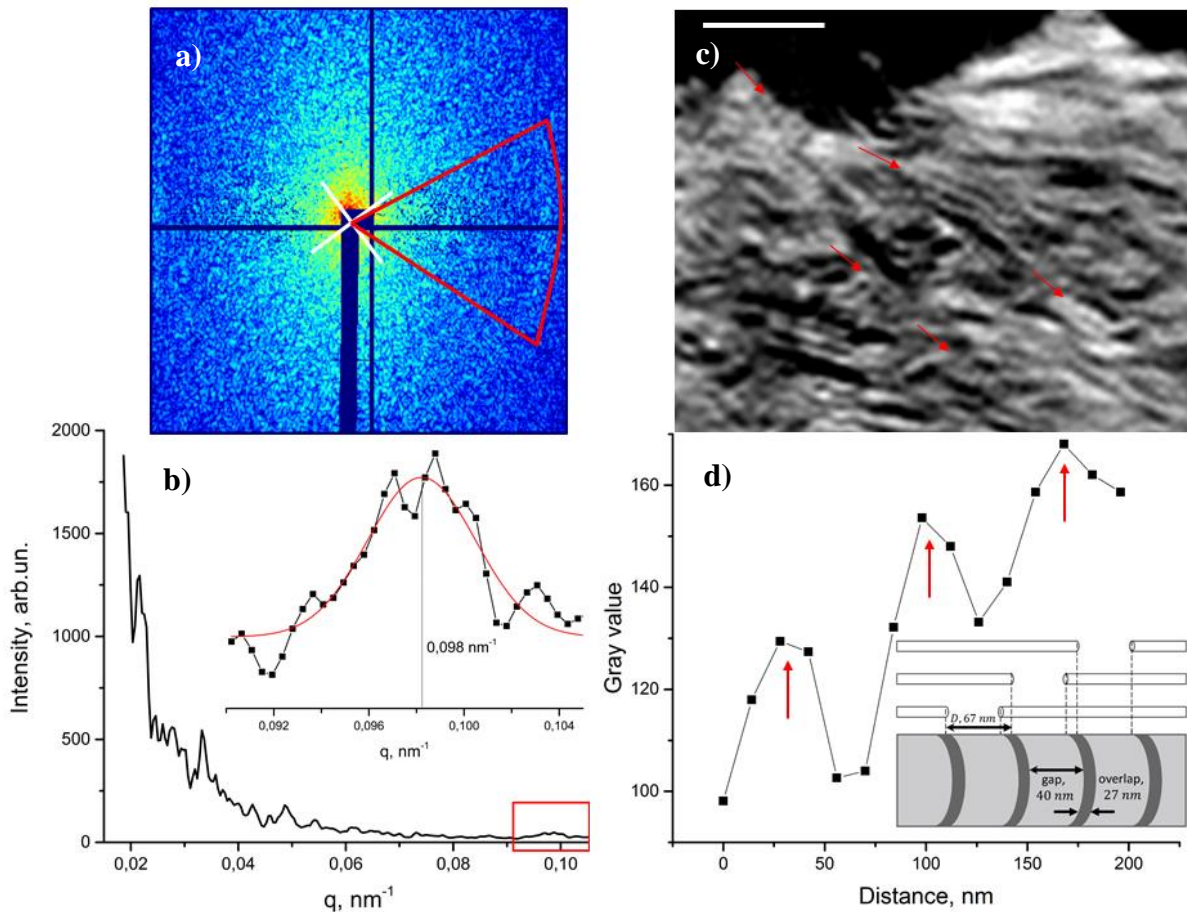 a)
c)
b)
2000
1500
1000
500
0
Intensity, arb.un.
0,02
0,04
0,06
0,08
0,10
q, nm-1
0,098 nm-1
0,092
0,096
0,100
0,104
q, nm-1
d)
160
140
120
100
Gray value
0
50
100
150
200
Distance, nm
D, 67 nm
gap,
40 nm
overlap,
27 nm